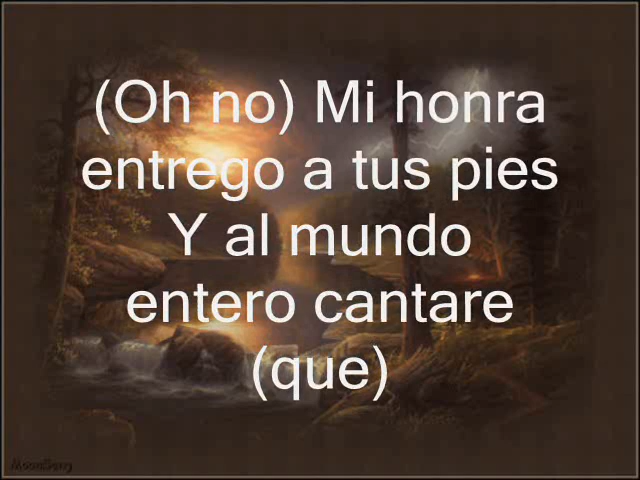 (Oh no) Mi honra
entrego a tus pies
Y al mundo
entero cantare
(que)